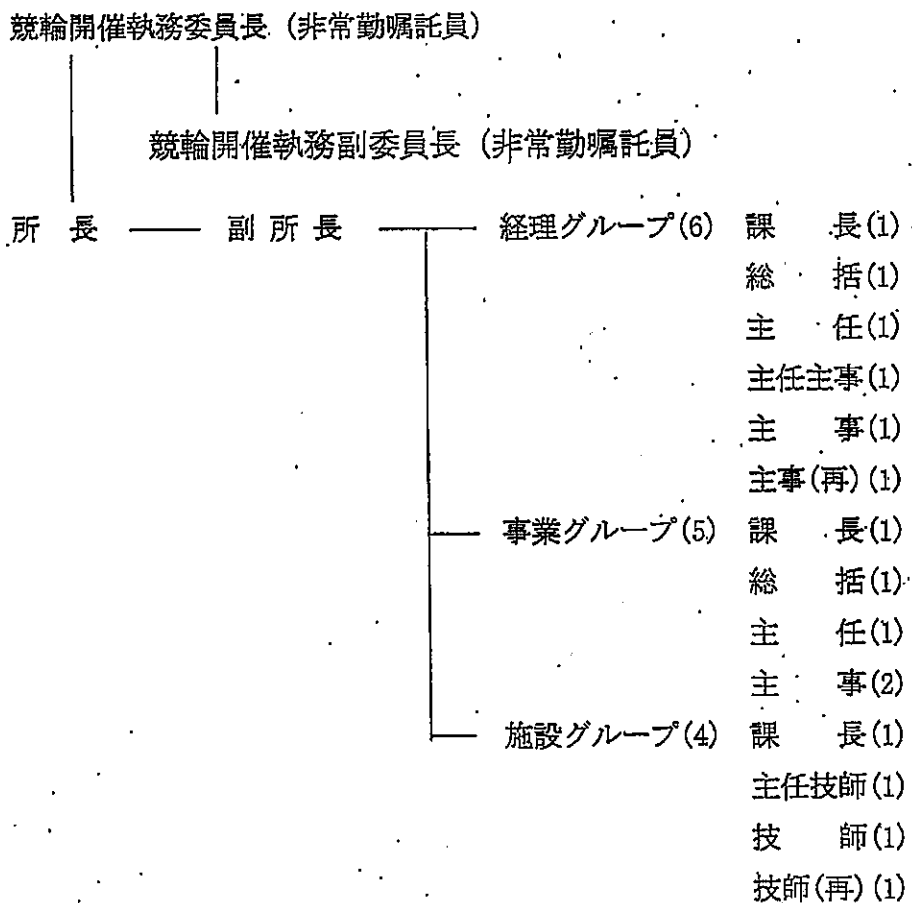 競輪開催執務委員長（非常勤嘱託員）
競輪開催執務副委員長（非常勤嘱託員）
所　長　副 所 長　経理グループ(6)　課　　長(1)
総　　括(1)
主　　任(1)
主任主事(1)
主　　事(1)
主事(再)(1)
事業グループ(5)　課　　長(1)
総　　括(1)
主　　任(1)
主　　事(2)
施設グループ(4)　課　　長(1)
主任技師(1)
技　　師(1)
技師(再)(1)